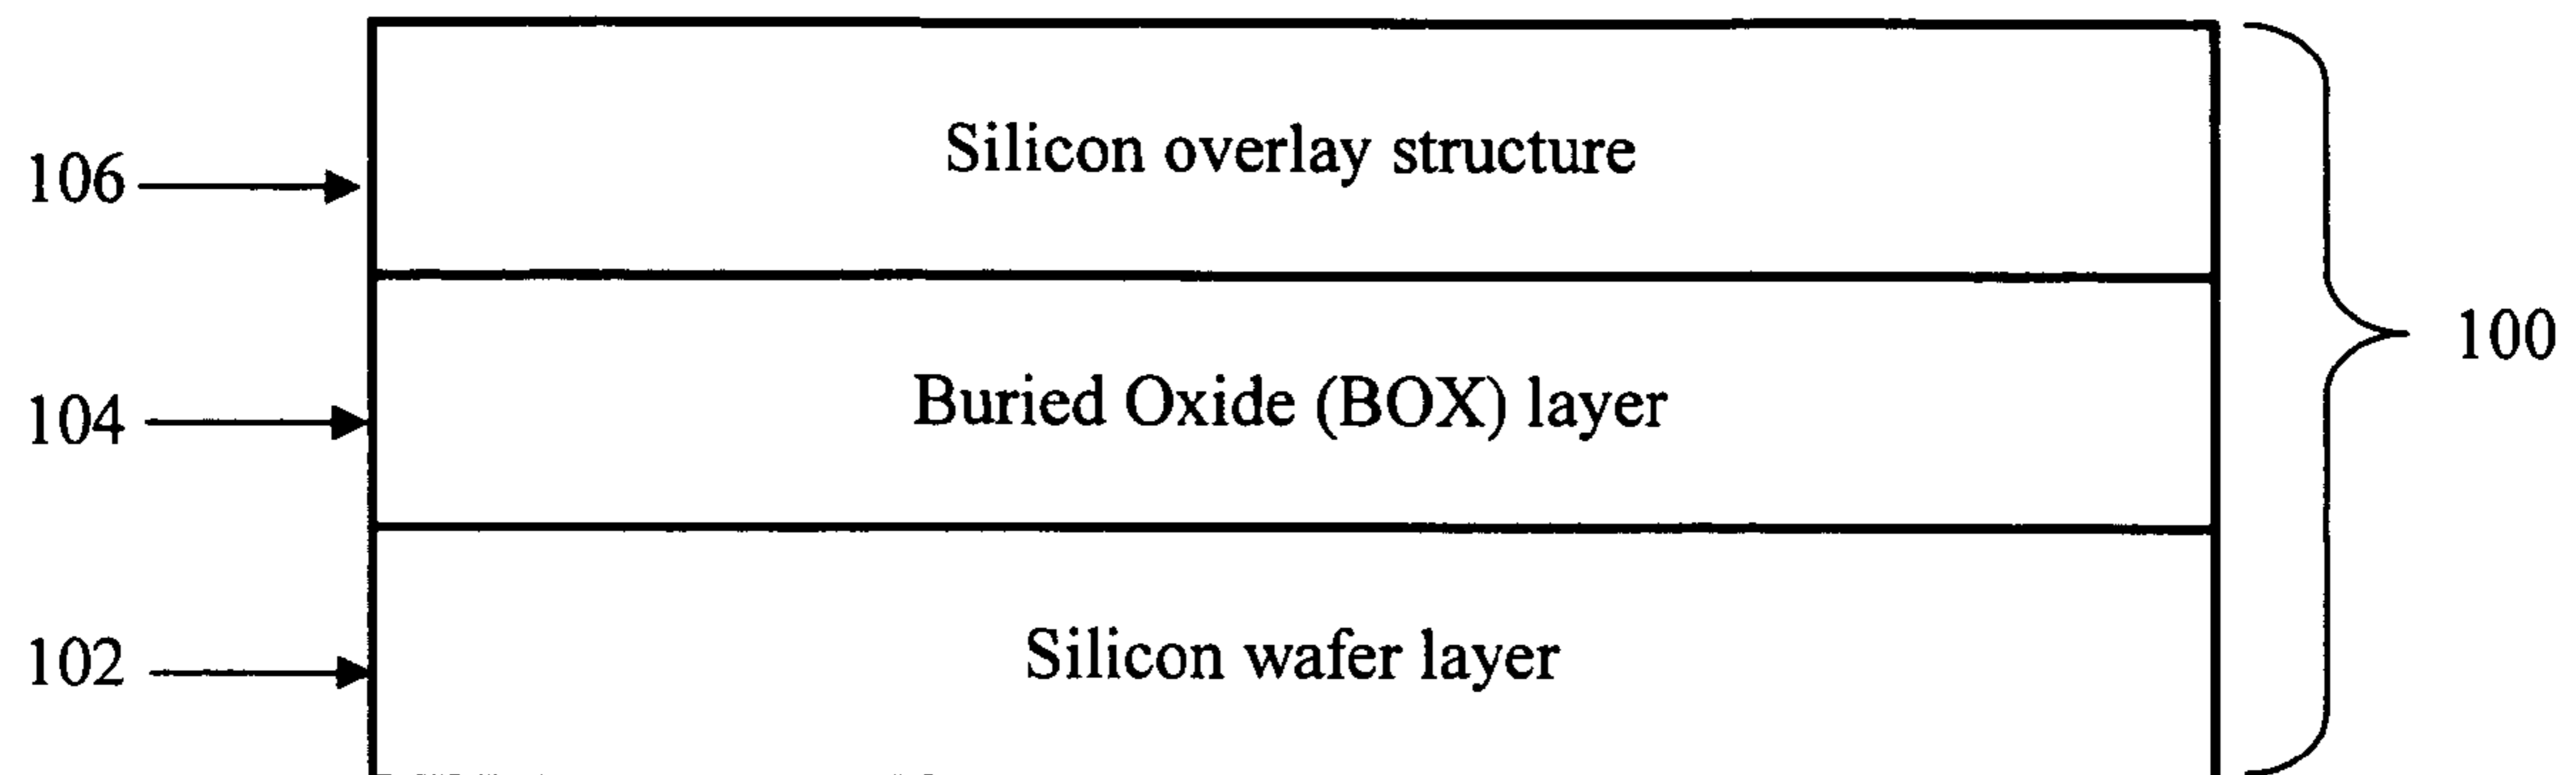 Silicon overlay structure
106
100
Buried Oxide (BOX) layer
104
Silicon wafer layer
102